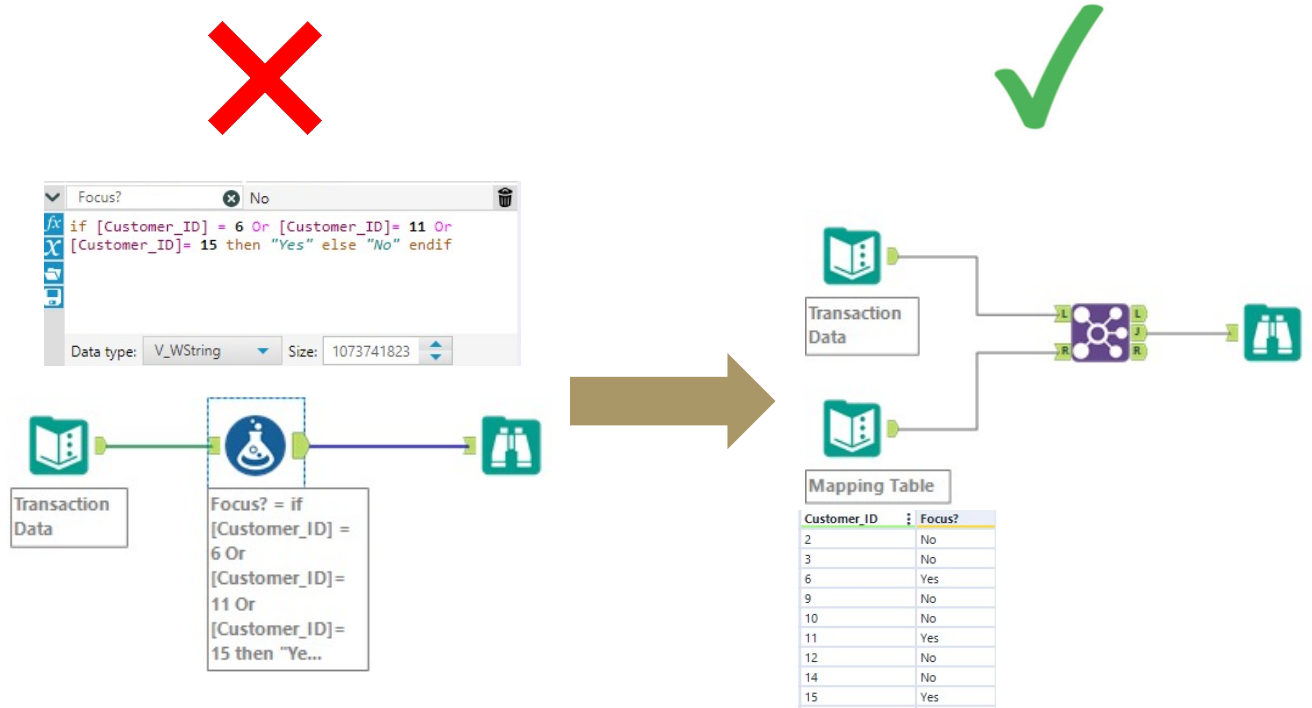 Focus?
No
fx
if [Customer_ID] = 6 Or [Customer_ID]= 11 Or
X
[Customer_ID]= 15 then "Yes" else "No" endif
Data type: V_WString Size: 1073741823
Transaction
Data
Focus? = if
[Customer_ID] =
6 Or
[Customer_ID]=
11 Or
[Customer_ID]=
15 then "Ye...
Transaction
Data
L
R
L
J
R
Mapping Table
Customer_ID Focus?
2 No
3 No
6 Yes
9 No
10 No
11 Yes
12 No
14 No
15 Yes